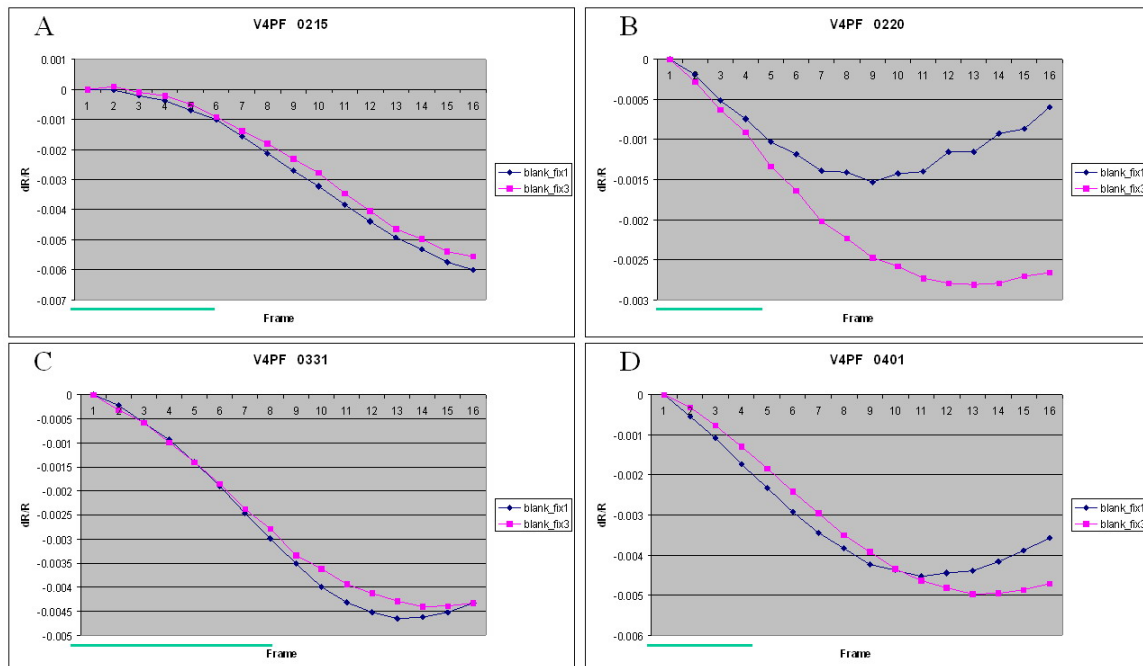 A
V4PF 0215
0.001
0
-0.001
-0.002
-0.003
-0.004
-0.005
-0.006
-0.007
1 2 3 4 5 6 7 8 9 10 11 12 13 14 15 16
dR/R
Frame
blank_fix1
blank_fix3
B
V4PF 0220
0
-0.0005
-0.001
-0.0015
-0.002
-0.0025
-0.003
1 2 3 4 5 6 7 8 9 10 11 12 13 14 15 16
dR/R
Frame
blank_fix1
blank_fix3
C
V4PF 0331
0
-0.0005
-0.001
-0.0015
-0.002
-0.0025
-0.003
-0.0035
-0.004
-0.0045
-0.005
1 2 3 4 5 6 7 8 9 10 11 12 13 14 15 16
dR/R
Frame
blank_fix1
blank_fix3
D
V4PF 0401
0
-0.001
-0.002
-0.003
-0.004
-0.005
-0.006
1 2 3 4 5 6 7 8 9 10 11 12 13 14 15 16
dR/R
Frame
blank_fix1
blank_fix3